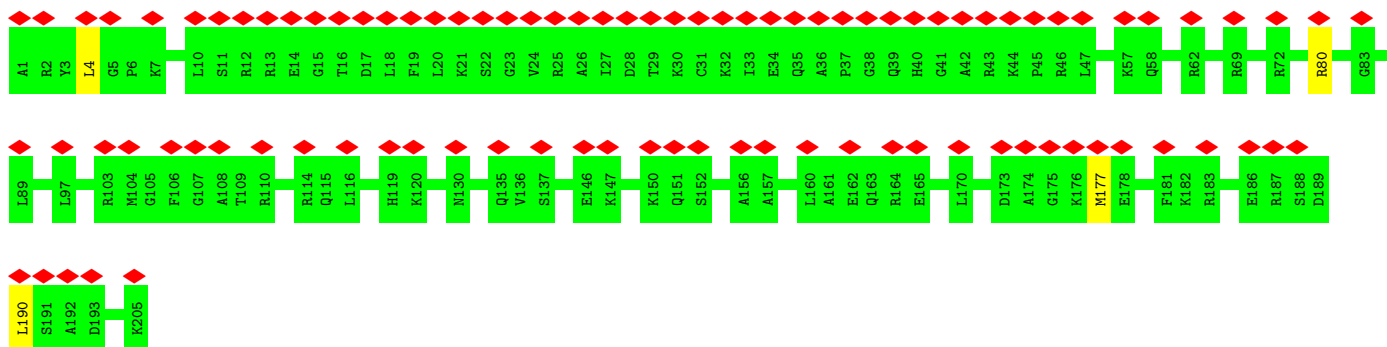 A1 R2 Y3 L4 G5 P6 K7 L10 S11 R12 R13 E14 G15 T16 D17 L18 F19 L20 K21 S22 G23 V24 R25 A26 I27 D28 T29 K30 C31 K32 I33 E34 Q35 A36 P37 G38 Q39 H40 G41 A42 R43 K44 P45 R46 L47 K57 Q58 R62 R69 R72 R80 G83
L89 L97 R103 M104 G105 F106 G107 A108 T109 R110 R114 Q115 L116 H119 K120 N130 Q135 V136 S137 E146 K147 K150 Q151 S152 A156 A157 L160 A161 E162 Q163 R164 E165 L170 D173 A174 G175 K176 M177 E178 F181 K182 R183 E186 R187 S188 D189
L190 S191 A192 D193 K205